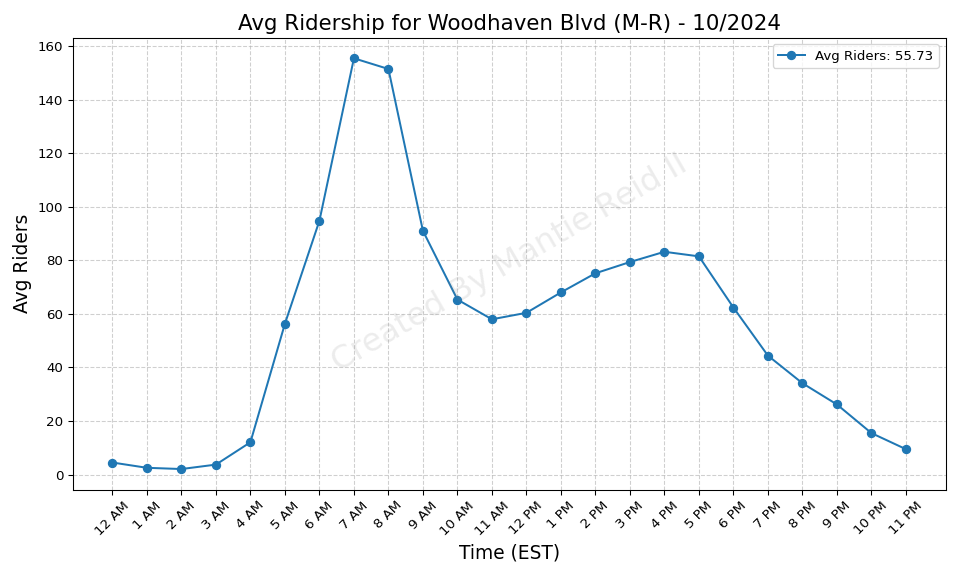 Avg Ridership for Woodhaven Blvd (M-R) - 10/2024
Avg Riders: 55.73
160
140
120
100
80
60
40
20
0
Avg Riders
Created By Mantle Reid II
12 AM
1 AM
2 AM
3 AM
4 AM
5 AM
6 AM
7 AM
8 AM
9 AM
10 AM
11 AM
12 PM
1 PM
2 PM
3 PM
4 PM
5 PM
6 PM
7 PM
8 PM
9 PM
10 PM
11 PM
Time (EST)